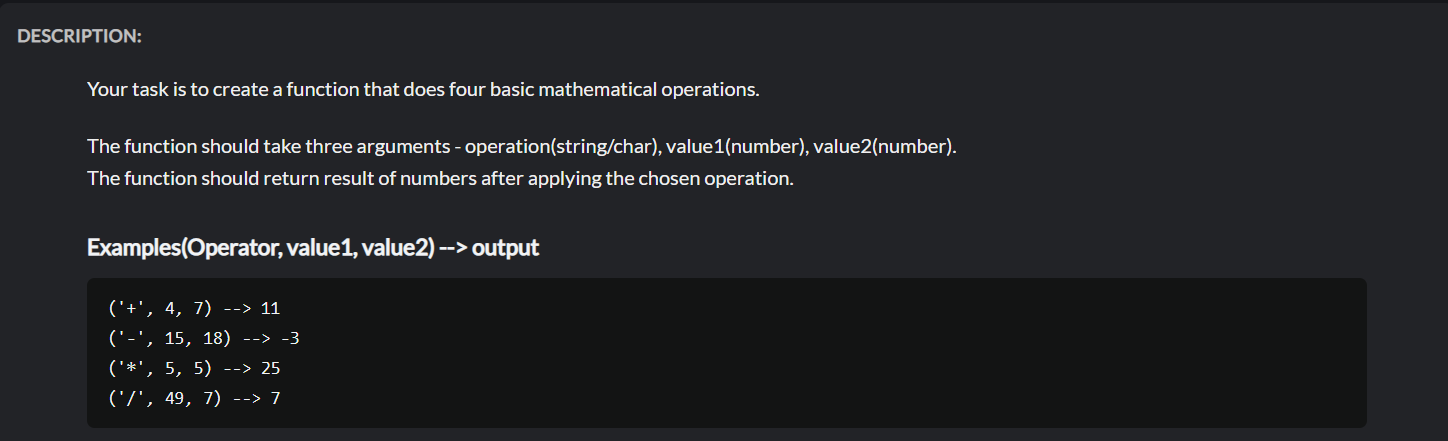 DESCRIPTION:
Your task is to create a function that does four basic mathematical operations.
The function should take three arguments - operation(string/char), value1(number), value2(number).
The function should return result of numbers after applying the chosen operation.
Examples(Operator, value1, value2) --> output
('+', 4, 7) --> 11
('-', 15, 18) --> -3
('*', 5, 5) --> 25
('/', 49, 7) --> 7